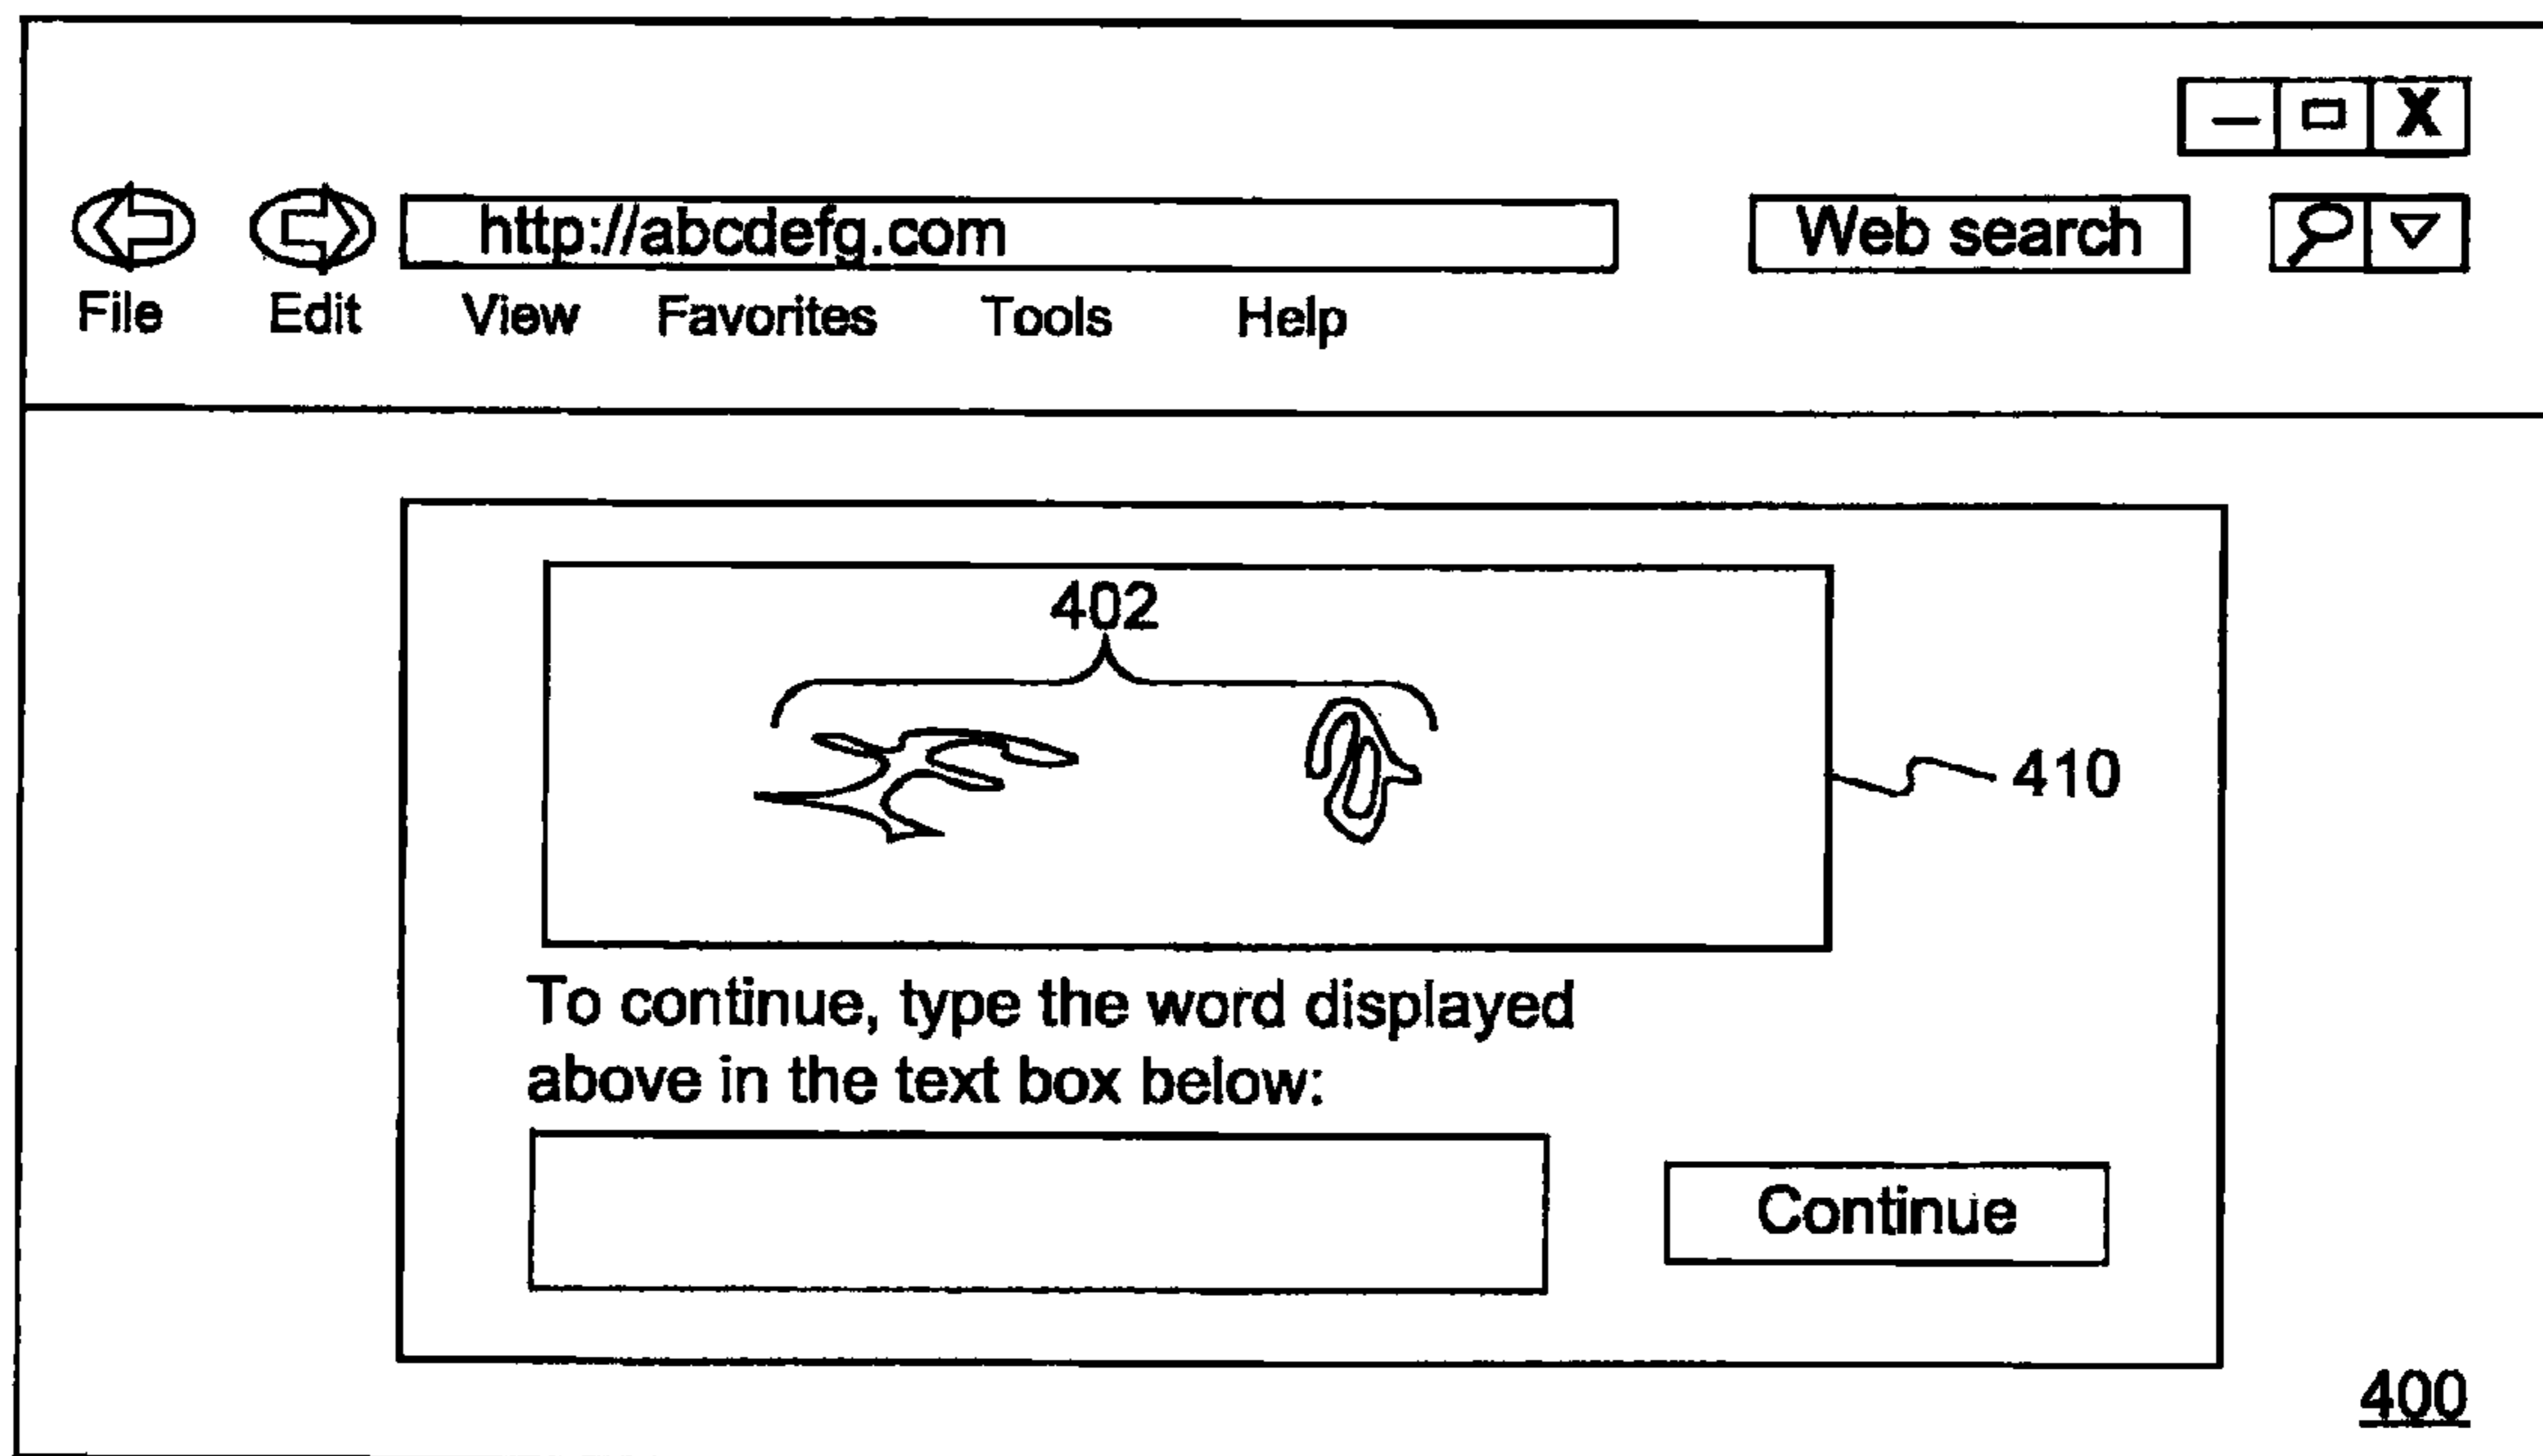 — □ X
http://abcdefg.com Web search
File Edit View Favorites Tools Help
402
410
To continue, type the word displayed
above in the text box below:
Continue
400